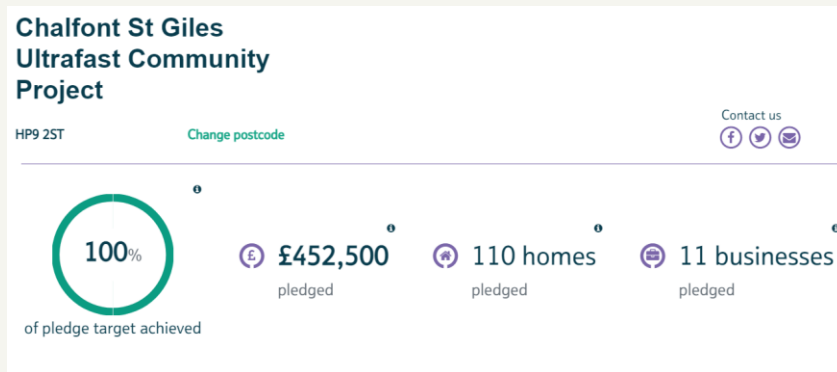 Chalfont St Giles
Ultrafast Community
Project
HP9 2ST
Change postcode
Contact us
100%
of pledge target achieved
£452,500
pledged
110 homes
pledged
11 businesses
pledged